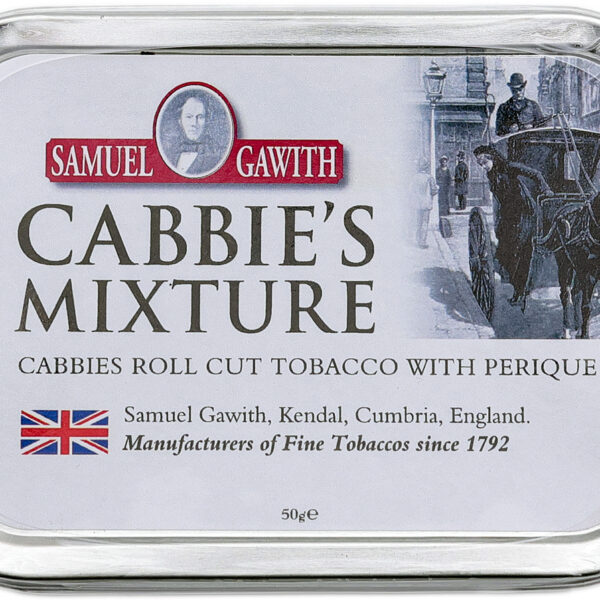 SAMUEL GAWITH
CABBIE'S
MIXTURE
CABBIES ROLL CUT TOBACCO WITH PERIQUE
Samuel Gawith, Kendal, Cumbria, England.
Manufacturers of Fine Tobaccos since 1792
50g℮